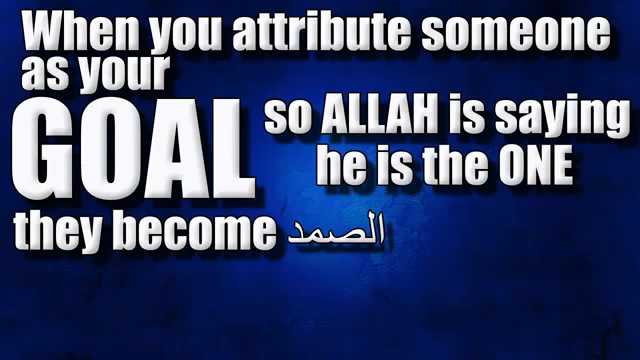 When you attribute someone
as your
GOAL
so ALLAH is saying
he is the ONE
they become الصمد